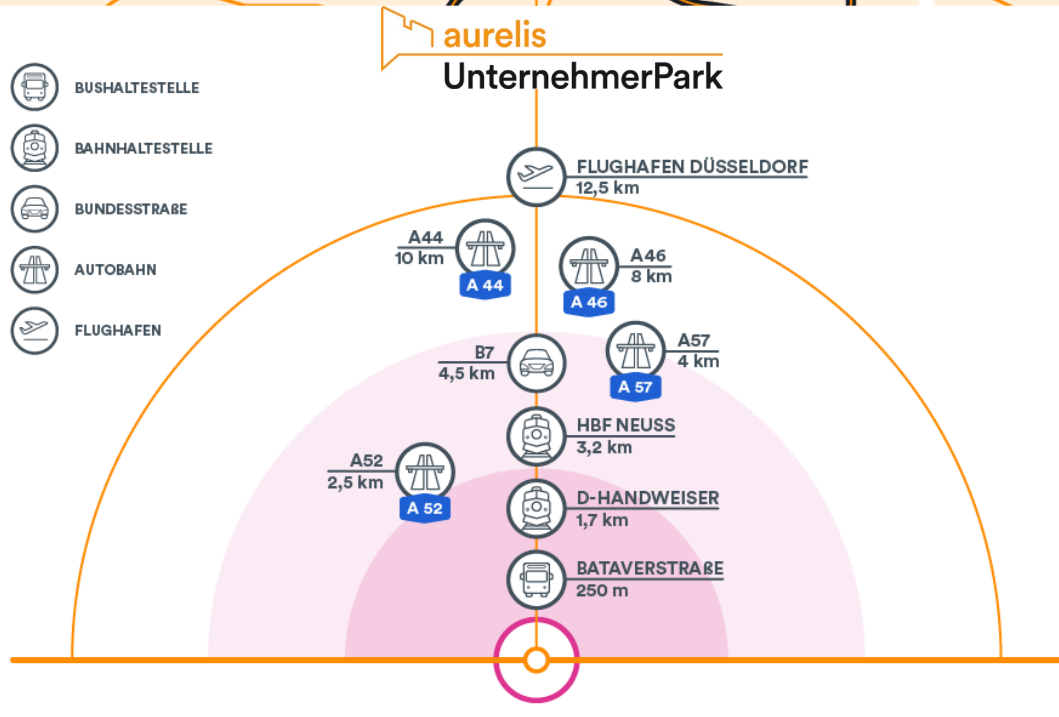 aurelis
UnternehmerPark
BUSHALTESTELLE
BAHNHALTESTELLE
BUNDESSTRAßE
AUTOBAHN
FLUGHAFEN
FLUGHAFEN DÜSSELDORF
12,5 km
A44
10 km
A 44
A46
8 km
A 46
B7
4,5 km
A57
4 km
A 57
HBF NEUSS
3,2 km
A52
2,5 km
A 52
D-HANDWEISER
1,7 km
BATAVERSTRAßE
250 m